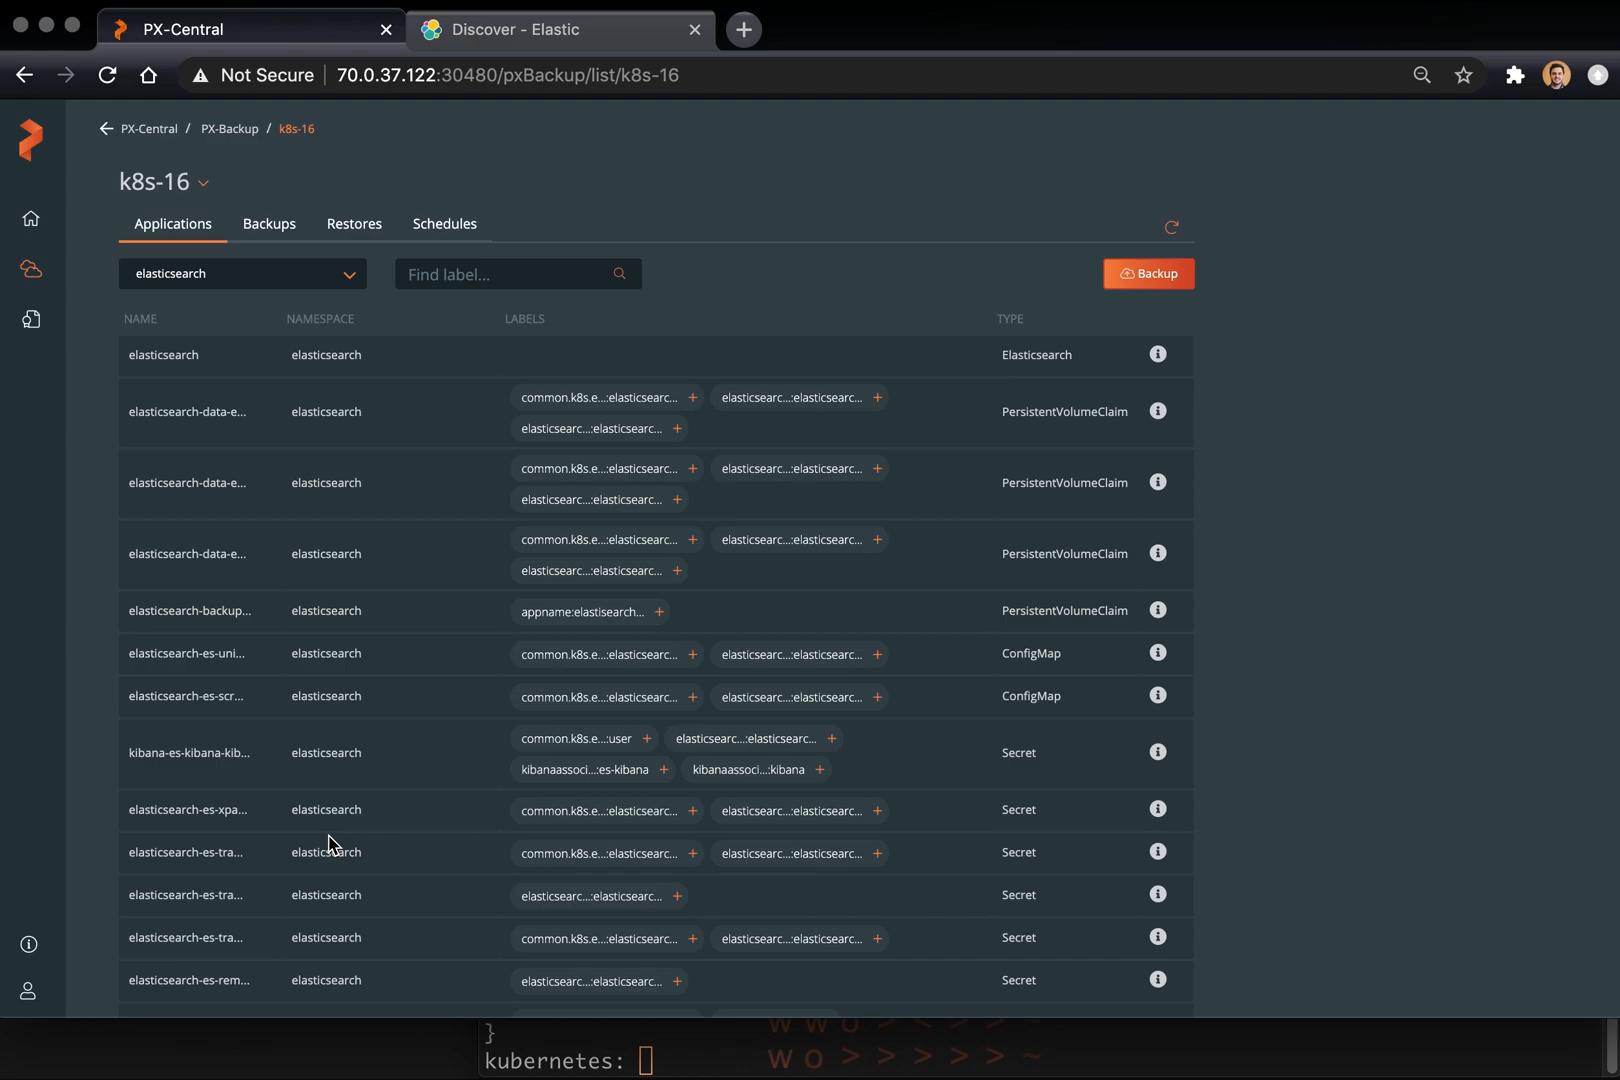 PX-Central
Discover - Elastic
Not Secure
70.0.37.122:30480/pxBackup/list/k8s-16
PX-Central / PX-Backup / k8s-16
k8s-16
Applications Backups Restores Schedules
elasticsearch
Find label...
Backup
NAME NAMESPACE LABELS TYPE
elasticsearch elasticsearch Elasticsearch
common.k8s.e...:elasticsearc... + elasticsearc...:elasticsearc... +
elasticsearch-data-e... elasticsearch PersistentVolumeClaim
elasticsearc...:elasticsearc... +
common.k8s.e...:elasticsearc... + elasticsearc...:elasticsearc... +
elasticsearch-data-e... elasticsearch PersistentVolumeClaim
elasticsearc...:elasticsearc... +
common.k8s.e...:elasticsearc... + elasticsearc...:elasticsearc... +
elasticsearch-data-e... elasticsearch PersistentVolumeClaim
elasticsearc...:elasticsearc... +
elasticsearch-backup... elasticsearch appname:elastisearch... + PersistentVolumeClaim
elasticsearch-es-uni... elasticsearch common.k8s.e...:elasticsearc... + elasticsearc...:elasticsearc... + ConfigMap
elasticsearch-es-scr... elasticsearch common.k8s.e...:elasticsearc... + elasticsearc...:elasticsearc... + ConfigMap
common.k8s.e...:user + elasticsearc...:elasticsearc... +
kibana-es-kibana-kib... elasticsearch Secret
kibanaassoci...:es-kibana + kibanaassoci...:kibana +
elasticsearch-es-xpa... elasticsearch common.k8s.e...:elasticsearc... + elasticsearc...:elasticsearc... + Secret
elasticsearch-es-tra... elasticsearch common.k8s.e...:elasticsearc... + elasticsearc...:elasticsearc... + Secret
elasticsearch-es-tra... elasticsearch elasticsearc...:elasticsearc... + Secret
elasticsearch-es-tra... elasticsearch common.k8s.e...:elasticsearc... + elasticsearc...:elasticsearc... + Secret
elasticsearch-es-rem... elasticsearch elasticsearc...:elasticsearc... + Secret
}
kubernetes:
W O > > > > > ~